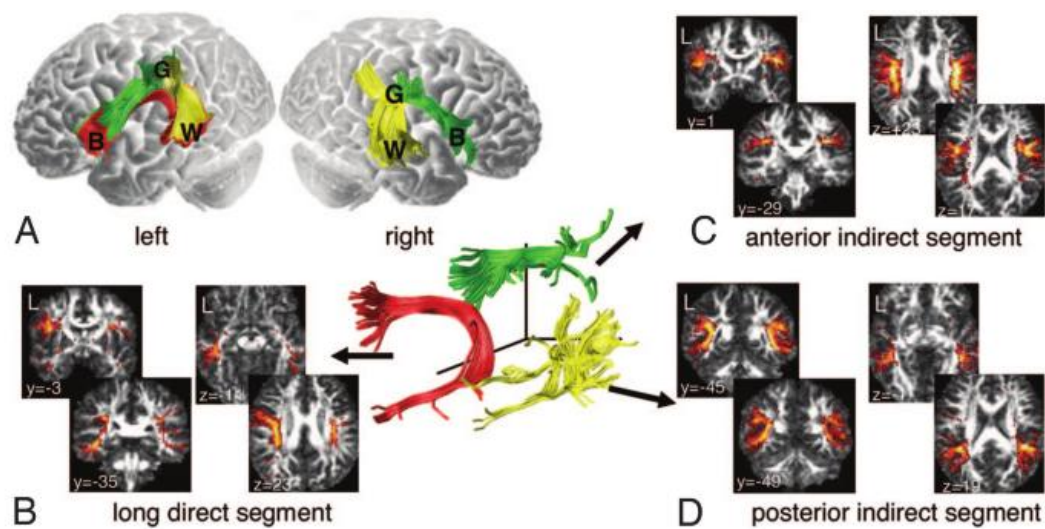 G
B
W
G
W
B
A
left
right
L
y=1
z=+23
y=-29
C
anterior indirect segment
L
y=-3
y=-35
z=23
B
long direct segment
L
y=-45
y=-49
z=19
D
posterior indirect segment